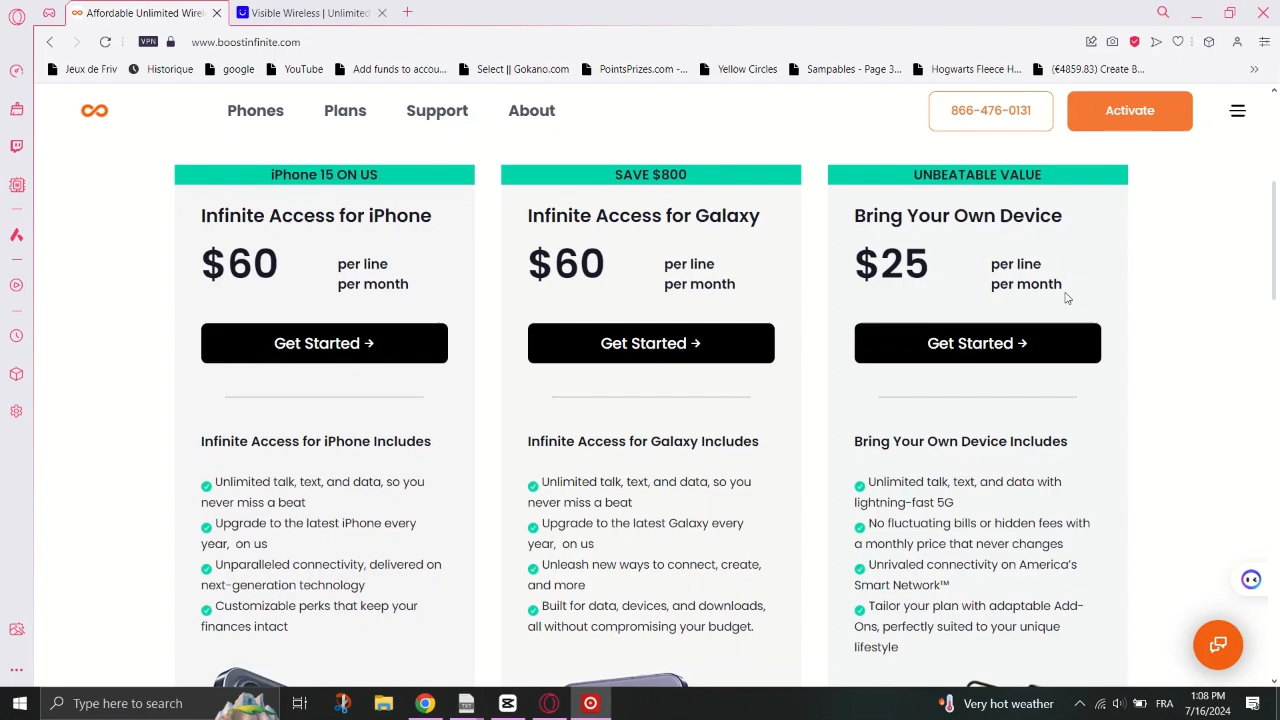 Affordable Unlimited Wirel
Visible Wireless | Unlimited
VPN
www.boostinfinite.com
Jeux de Friv
Historique
google
YouTube
Add funds to accou...
Select || Gokano.com
PointsPrizes.com -...
Yellow Circles
Sampables - Page 3...
Hogwarts Fleece H...
(€4859.83) Create B...
Phones
Plans
Support
About
866-476-0131
Activate
iPhone 15 ON US
Infinite Access for iPhone
$60
per line
per month
Get Started →
Infinite Access for iPhone Includes
Unlimited talk, text, and data, so you
never miss a beat
Upgrade to the latest iPhone every
year, on us
Unparalleled connectivity, delivered on
next-generation technology
Customizable perks that keep your
finances intact
SAVE $800
Infinite Access for Galaxy
$60
per line
per month
Get Started →
Infinite Access for Galaxy Includes
Unlimited talk, text, and data, so you
never miss a beat
Upgrade to the latest Galaxy every
year, on us
Unleash new ways to connect, create,
and more
Built for data, devices, and downloads,
all without compromising your budget.
UNBEATABLE VALUE
Bring Your Own Device
$25
per line
per month
Get Started →
Bring Your Own Device Includes
Unlimited talk, text, and data with
lightning-fast 5G
No fluctuating bills or hidden fees with
a monthly price that never changes
Unrivaled connectivity on America's
Smart Network™
Tailor your plan with adaptable Add-
Ons, perfectly suited to your unique
lifestyle
Type here to search
TXT
Very hot weather
FRA
1:08 PM
7/16/2024